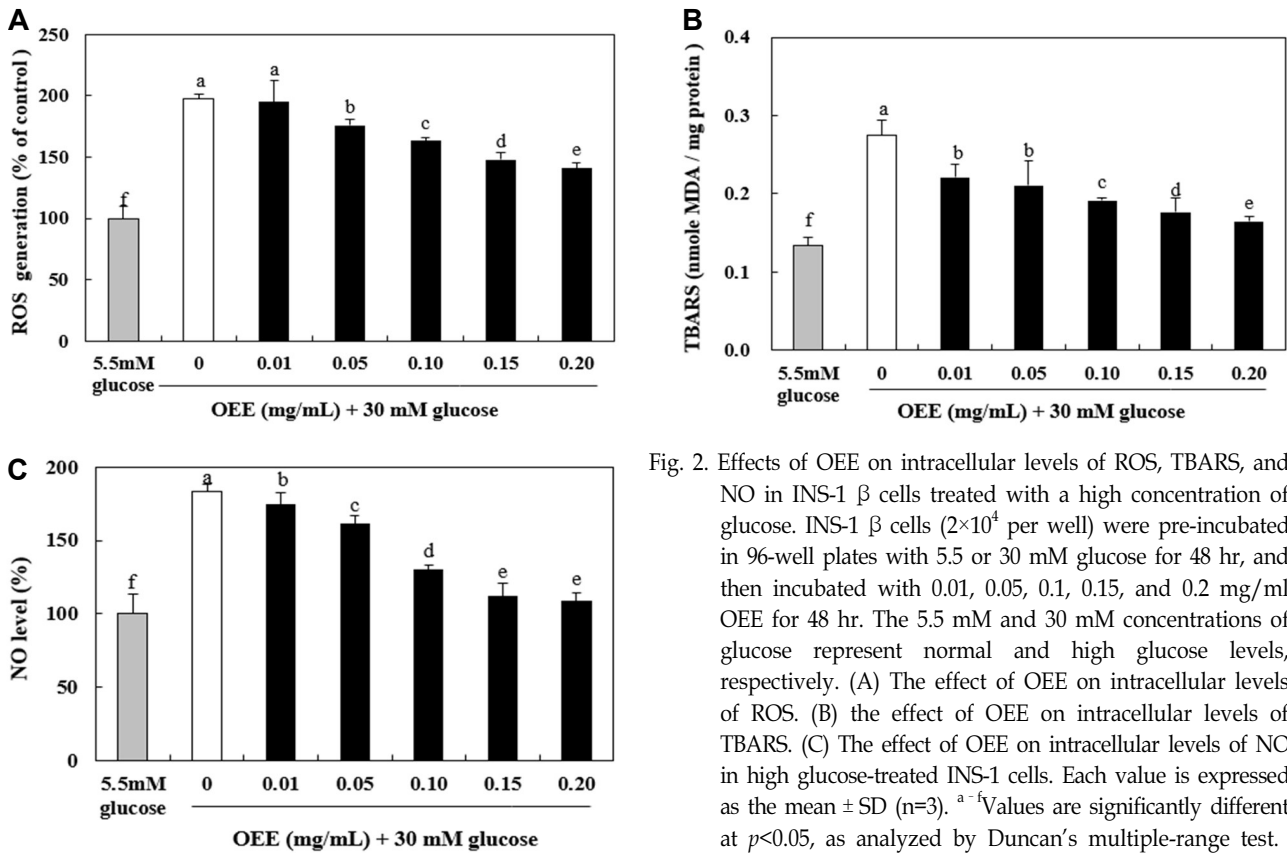 A
ROS generation (% of control)
250
200
150
100
50
0
f
a
a
b
c
d
e
5.5mM
glucose
0
0.01
0.05
0.10
0.15
0.20
OEE (mg/mL) + 30 mM glucose
B
TBARS (nmole MDA / mg protein )
0.4
0.3
0.2
0.1
0.0
f
a
b
b
c
d
e
5.5mM
glucose
0
0.01
0.05
0.10
0.15
0.20
OEE (mg/mL) + 30 mM glucose
C
NO level (%)
200
150
100
50
0
f
a
b
c
d
e
e
5.5mM
glucose
0
0.01
0.05
0.10
0.15
0.20
OEE (mg/mL) + 30 mM glucose
Fig. 2. Effects of OEE on intracellular levels of ROS, TBARS, and
NO in INS-1 β cells treated with a high concentration of
glucose. INS-1 β cells (2×10⁴ per well) were pre-incubated
in 96-well plates with 5.5 or 30 mM glucose for 48 hr, and
then incubated with 0.01, 0.05, 0.1, 0.15, and 0.2 mg/ml
OEE for 48 hr. The 5.5 mM and 30 mM concentrations of
glucose represent normal and high glucose levels,
respectively. (A) The effect of OEE on intracellular levels
of ROS. (B) the effect of OEE on intracellular levels of
TBARS. (C) The effect of OEE on intracellular levels of NO
in high glucose-treated INS-1 cells. Each value is expressed
as the mean ± SD (n=3). ᵃ⁻ᶠValues are significantly different
at p<0.05, as analyzed by Duncan's multiple-range test.